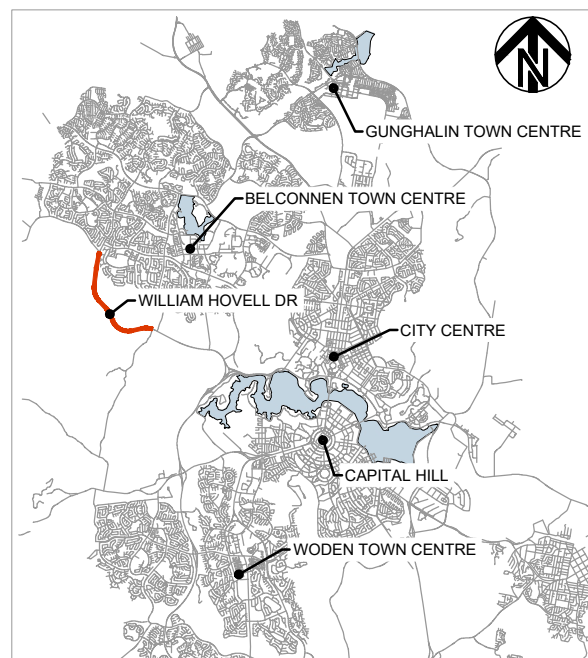 N
GUNGHALIN TOWN CENTRE
BELCONNEN TOWN CENTRE
WILLIAM HOVELL DR
CITY CENTRE
CAPITAL HILL
WODEN TOWN CENTRE